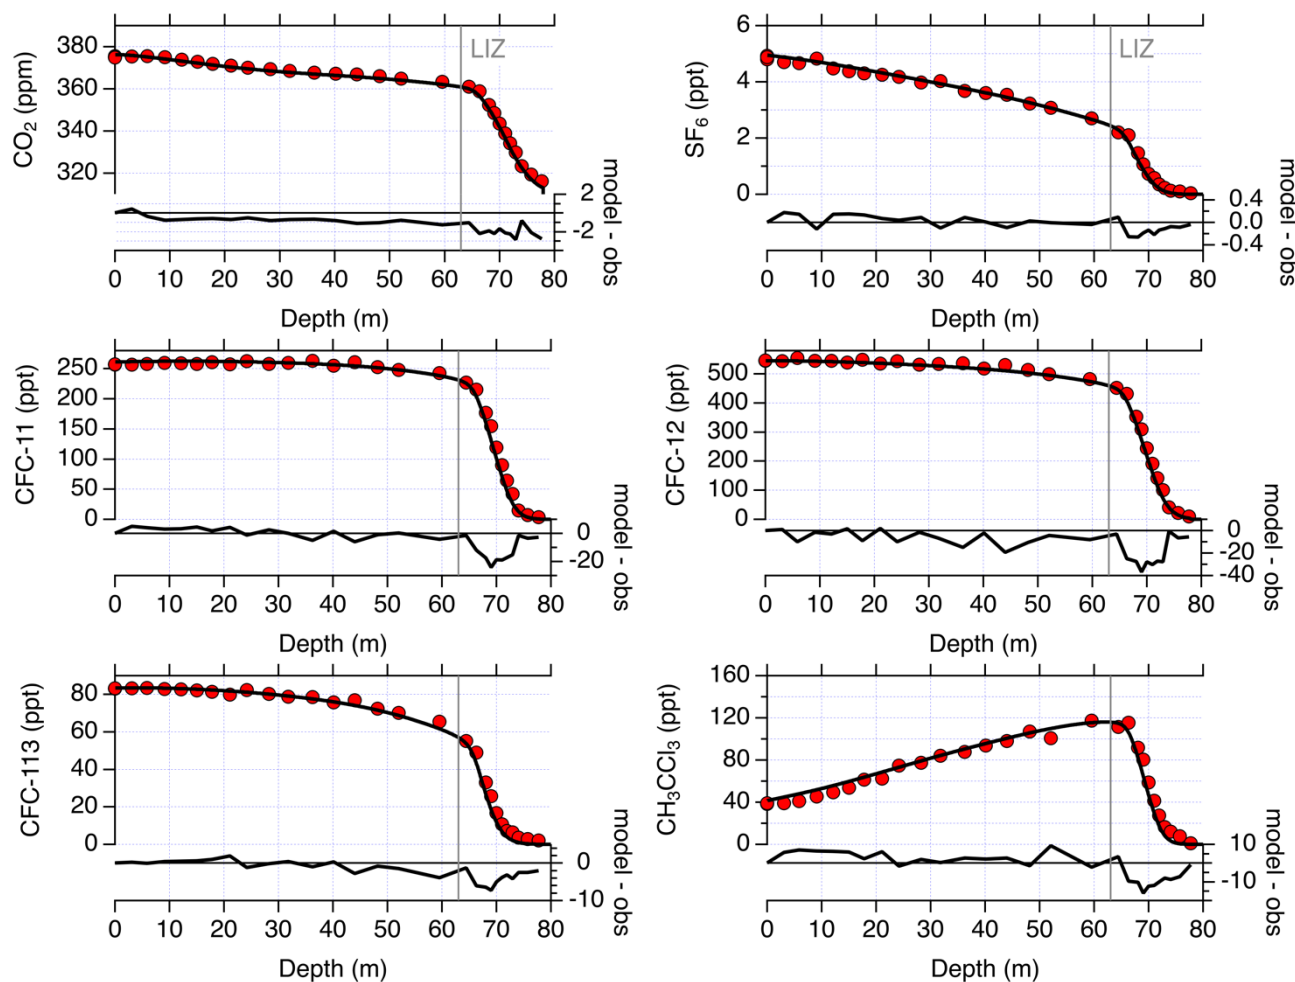 CO2 (ppm)
380
360
340
320
LIZ
2
-2
model - obs
0 10 20 30 40 50 60 70 80
Depth (m)
SF6 (ppt)
6
4
2
0
LIZ
0.4
0.0
-0.4
model - obs
0 10 20 30 40 50 60 70 80
Depth (m)
CFC-11 (ppt)
250
200
150
100
50
0
0
-20
model - obs
0 10 20 30 40 50 60 70 80
Depth (m)
CFC-12 (ppt)
500
400
300
200
100
0
0
-20
-40
model - obs
0 10 20 30 40 50 60 70 80
Depth (m)
CFC-113 (ppt)
80
60
40
20
0
0
-10
model - obs
0 10 20 30 40 50 60 70 80
Depth (m)
CH3CCl3 (ppt)
160
120
80
40
0
10
-10
model - obs
0 10 20 30 40 50 60 70 80
Depth (m)